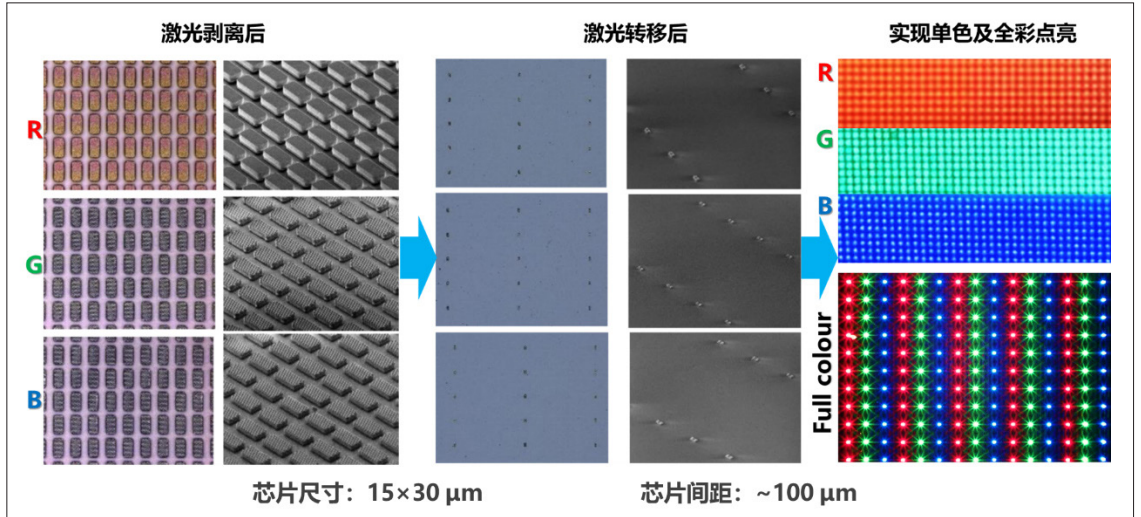 激光剥离后
激光转移后
实现单色及全彩点亮
R
G
B
R
G
B
Full colour
芯片尺寸：15×30 μm
芯片间距：~100 μm